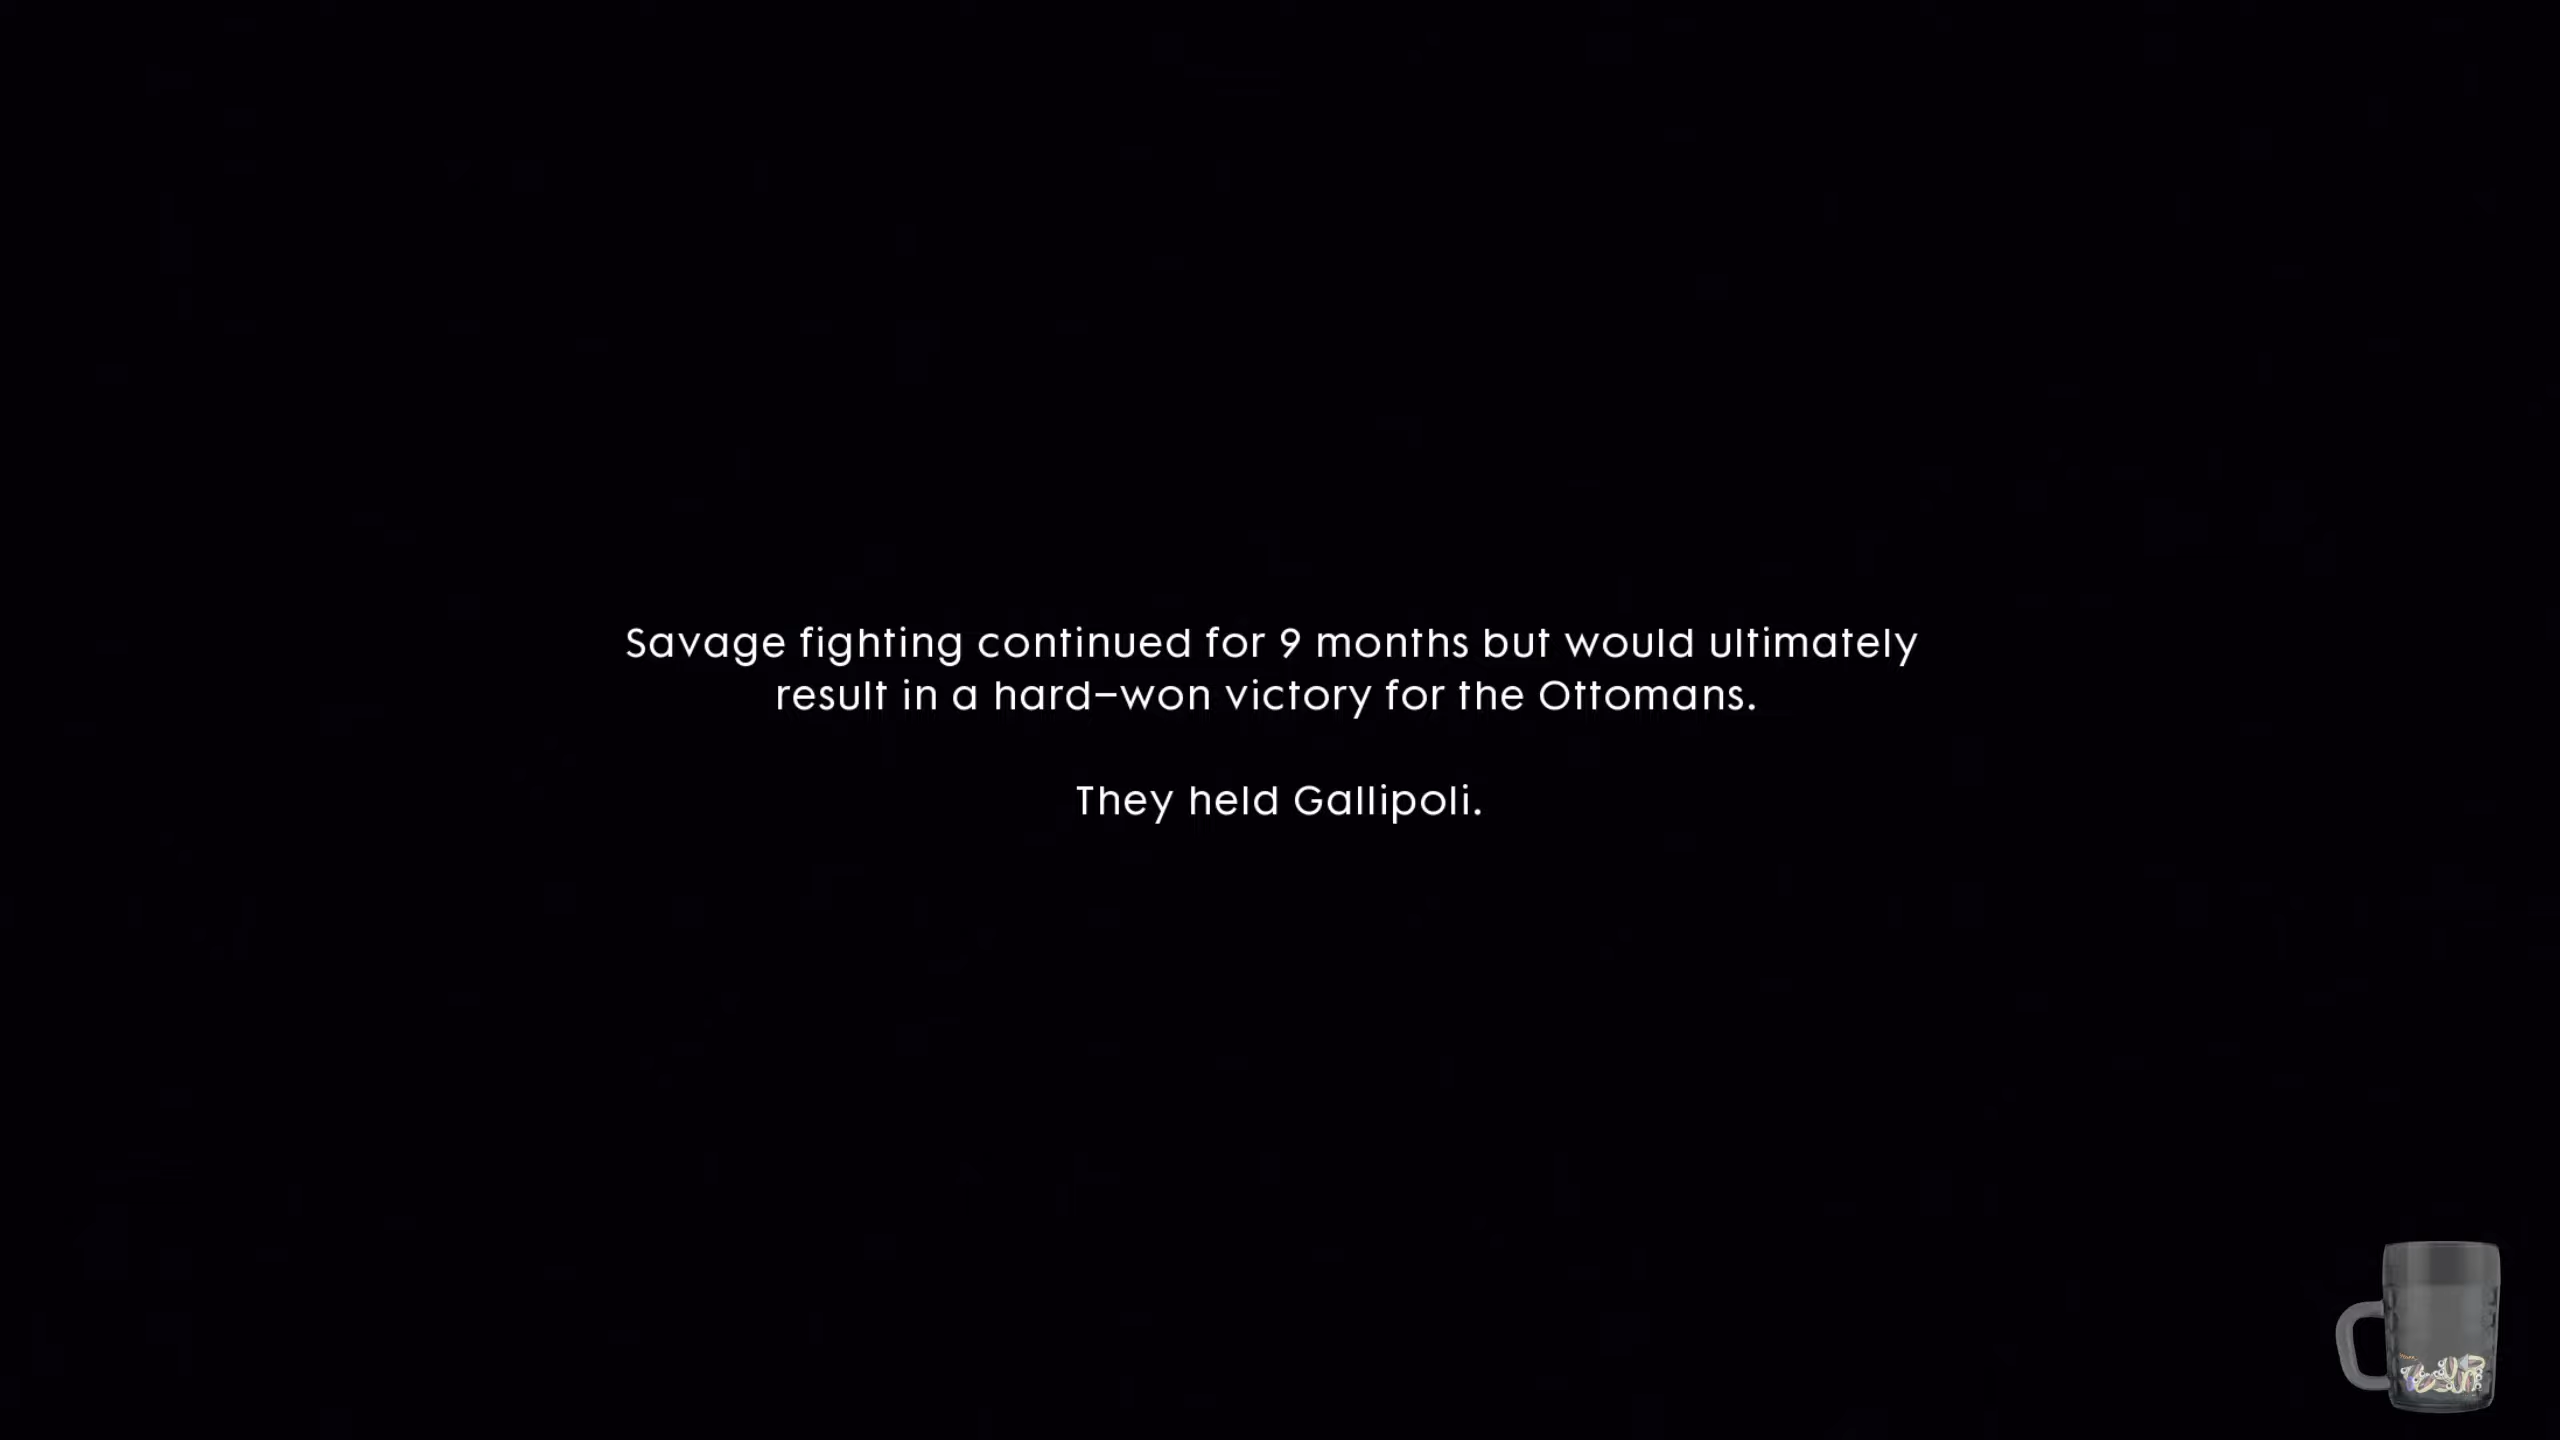 Savage fighting continued for 9 months but would ultimately
result in a hard–won victory for the Ottomans.
They held Gallipoli.